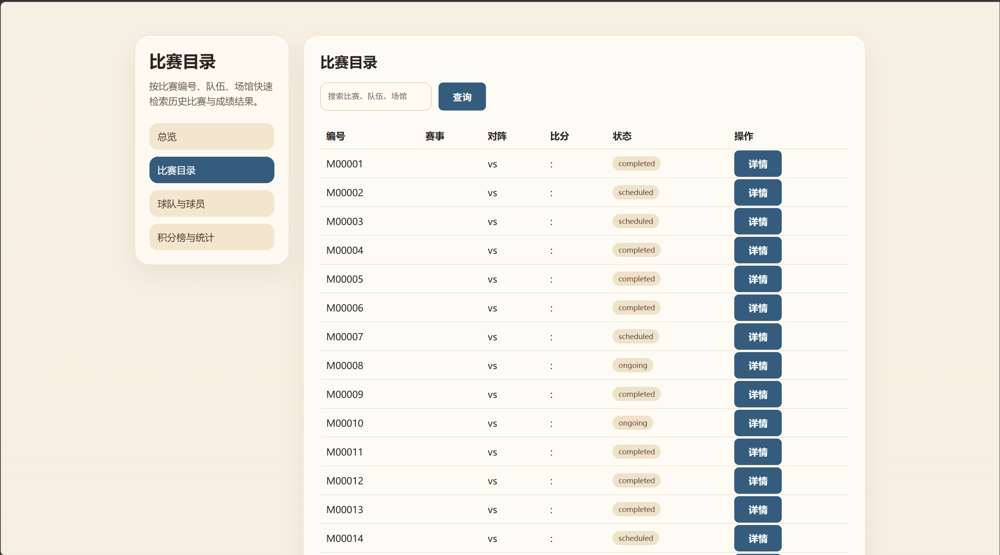 比赛目录
按比赛编号、队伍、场馆快速
检索历史比赛与成绩结果。
总览
比赛目录
球队与球员
积分榜与统计
比赛目录
搜索比赛、队伍、场馆 查询
编号 赛事 对阵 比分 状态 操作
M00001 vs : completed 详情
M00002 vs : scheduled 详情
M00003 vs : scheduled 详情
M00004 vs : completed 详情
M00005 vs : completed 详情
M00006 vs : completed 详情
M00007 vs : scheduled 详情
M00008 vs : ongoing 详情
M00009 vs : completed 详情
M00010 vs : ongoing 详情
M00011 vs : completed 详情
M00012 vs : completed 详情
M00013 vs : completed 详情
M00014 vs : scheduled 详情